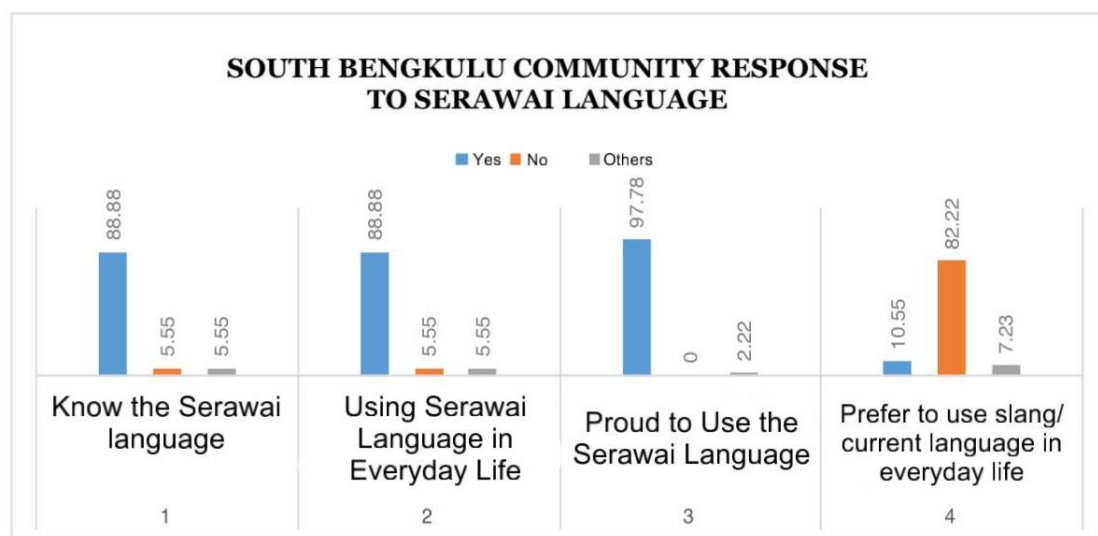 SOUTH BENGKULU COMMUNITY RESPONSE
TO SERAWAI LANGUAGE
Yes No Others
88.88
5.55
5.55
88.88
5.55
5.55
97.78
0
2.22
10.55
82.22
7.23
Know the Serawai
language
Using Serawai
Language in
Everyday Life
Proud to Use the
Serawai Language
Prefer to use slang/
current language in
everyday life
1
2
3
4